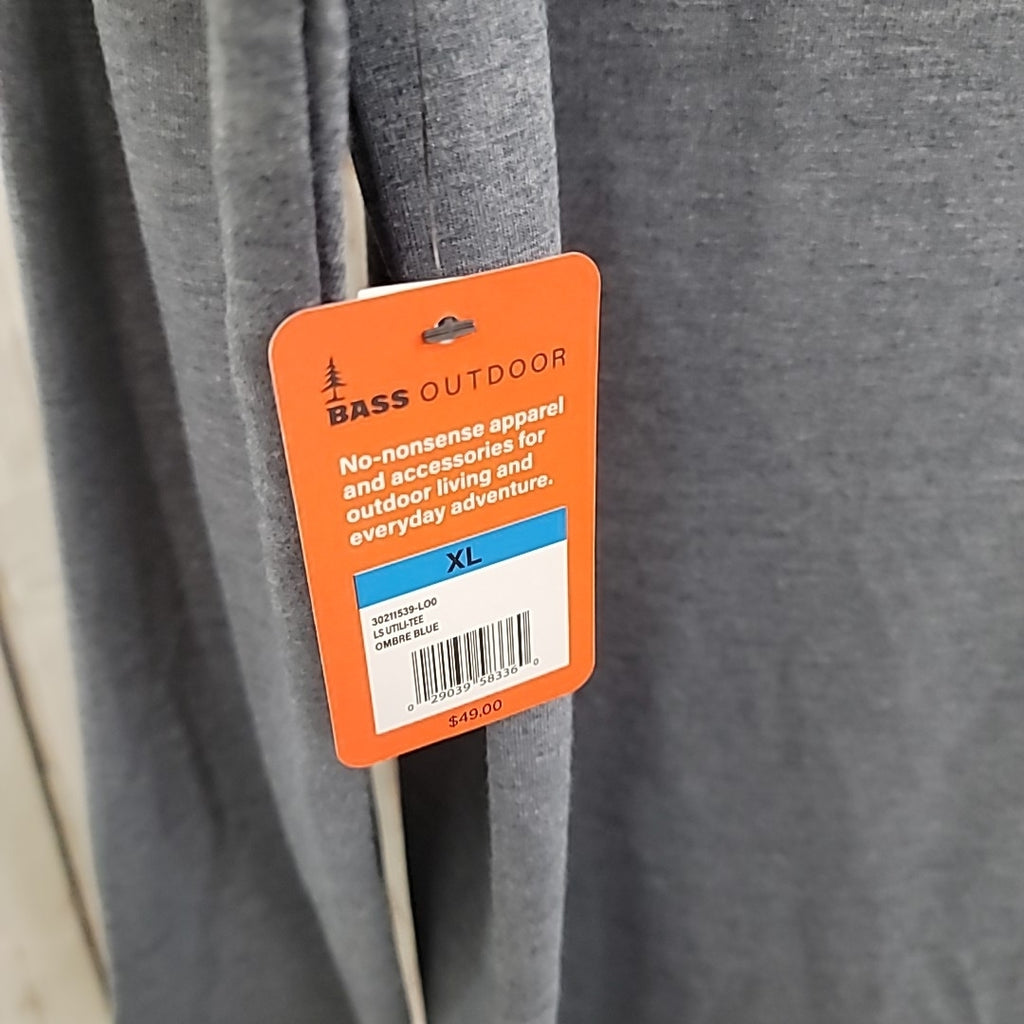 BASS OUTDOOR
No-nonsense apparel
and accessories for
outdoor living and
everyday adventure.
XL
30211539-LO0
LS UTILI-TEE
OMBRE BLUE
0 29039 58336 0
$49.00